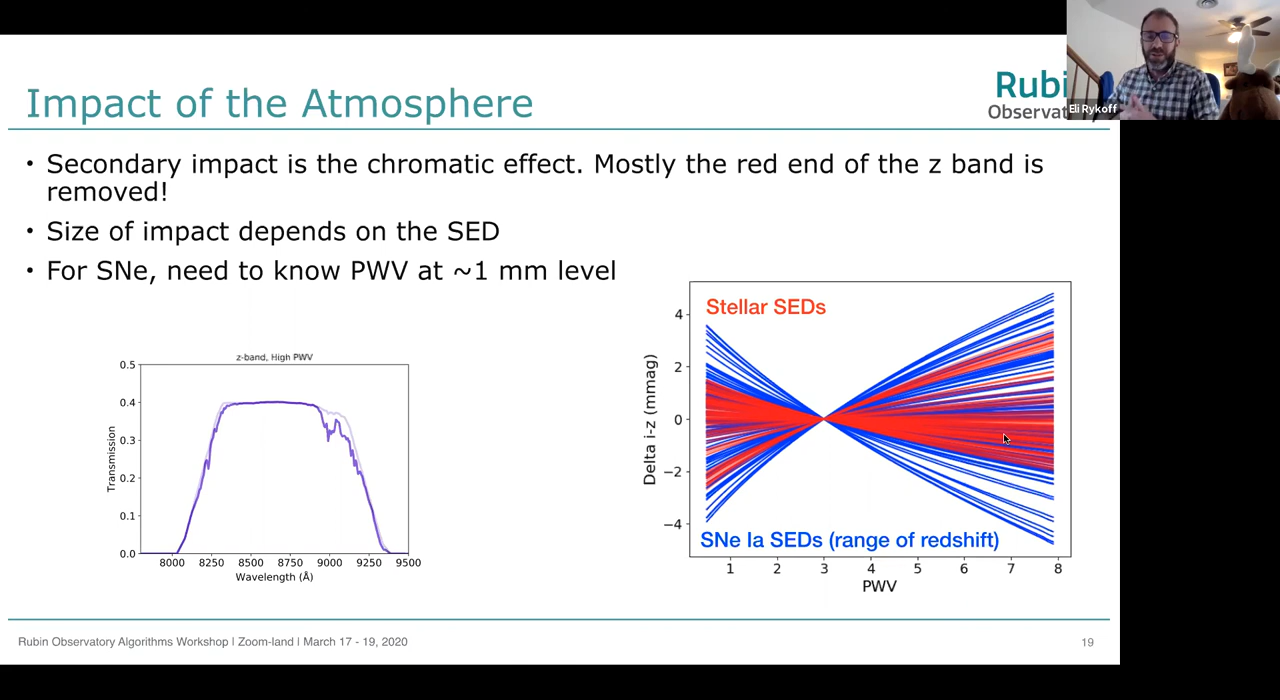 Impact of the Atmosphere
Rubi
Observat
Eli Rykoff
• Secondary impact is the chromatic effect. Mostly the red end of the z band is
removed!
• Size of impact depends on the SED
• For SNe, need to know PWV at ~1 mm level
z-band, High PWV
0.5
0.4
0.3
0.2
0.1
0.0
Transmission
8000 8250 8500 8750 9000 9250 9500
Wavelength (Å)
Stellar SEDs
4
2
0
−2
−4
Delta i-z (mmag)
SNe Ia SEDs (range of redshift)
1 2 3 4 5 6 7 8
PWV
Rubin Observatory Algorithms Workshop | Zoom-land | March 17 - 19, 2020
19